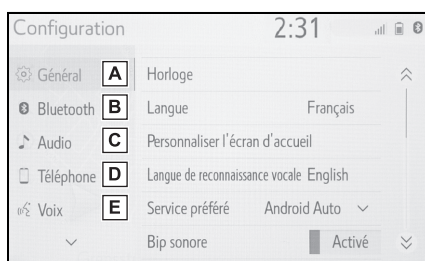 Configuration 2:31
Général A Horloge
Bluetooth B Langue Français
Audio C Personnaliser l'écran d'accueil
Téléphone D Langue de reconnaissance vocale English
Voix E Service préféré Android Auto
Bip sonore Activé